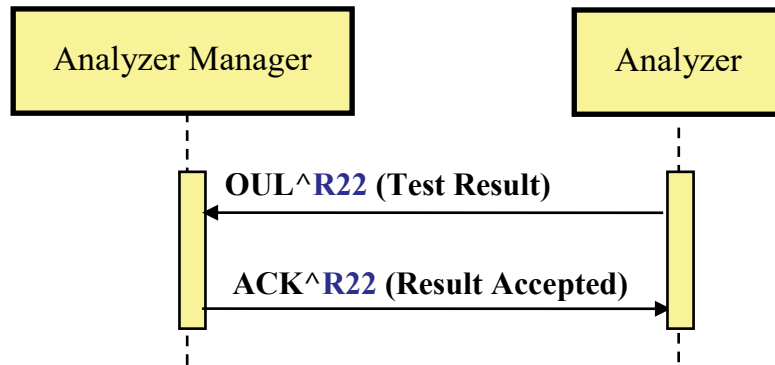 Analyzer Manager
Analyzer
OUL^R22 (Test Result)
ACK^R22 (Result Accepted)